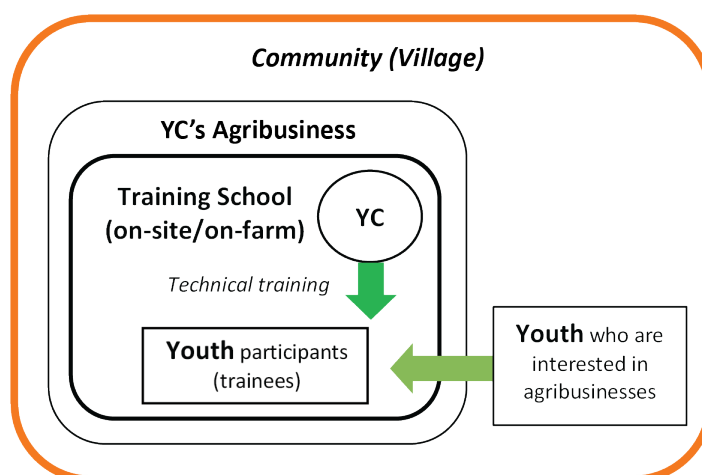 Community (Village)
YC’s Agribusiness
Training School
(on-site/on-farm)
YC
Technical training
Youth participants
(trainees)
Youth who are
interested in
agribusinesses